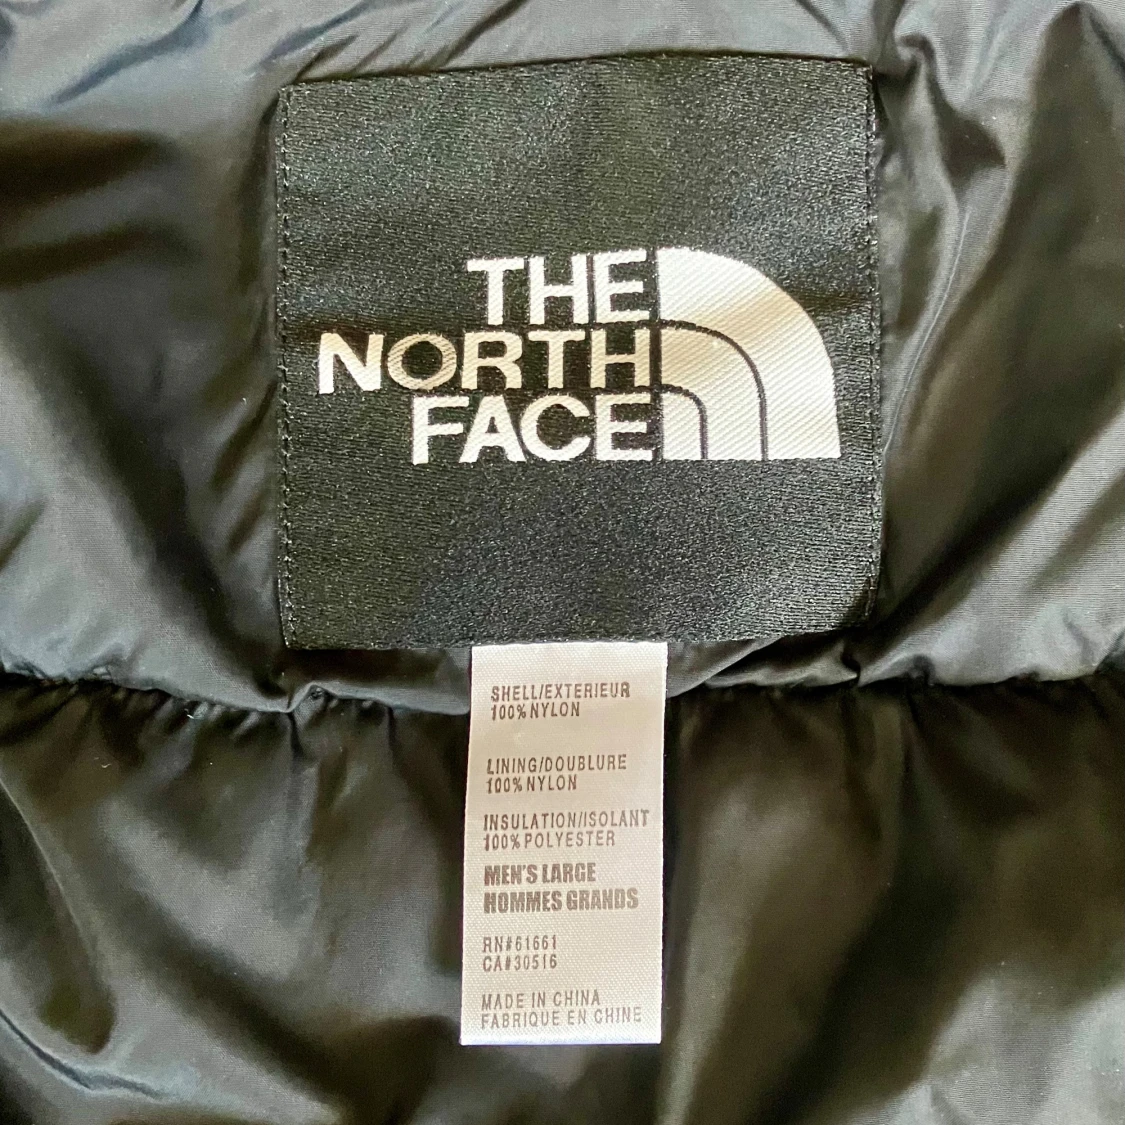 THE
NORTH
FACE
SHELL/EXTERIEUR
100% NYLON
LINING/DOUBLURE
100% NYLON
INSULATION/ISOLANT
100% POLYESTER
MEN'S LARGE
HOMMES GRANDS
RN#61661
CA#30516
MADE IN CHINA
FABRIQUE EN CHINE